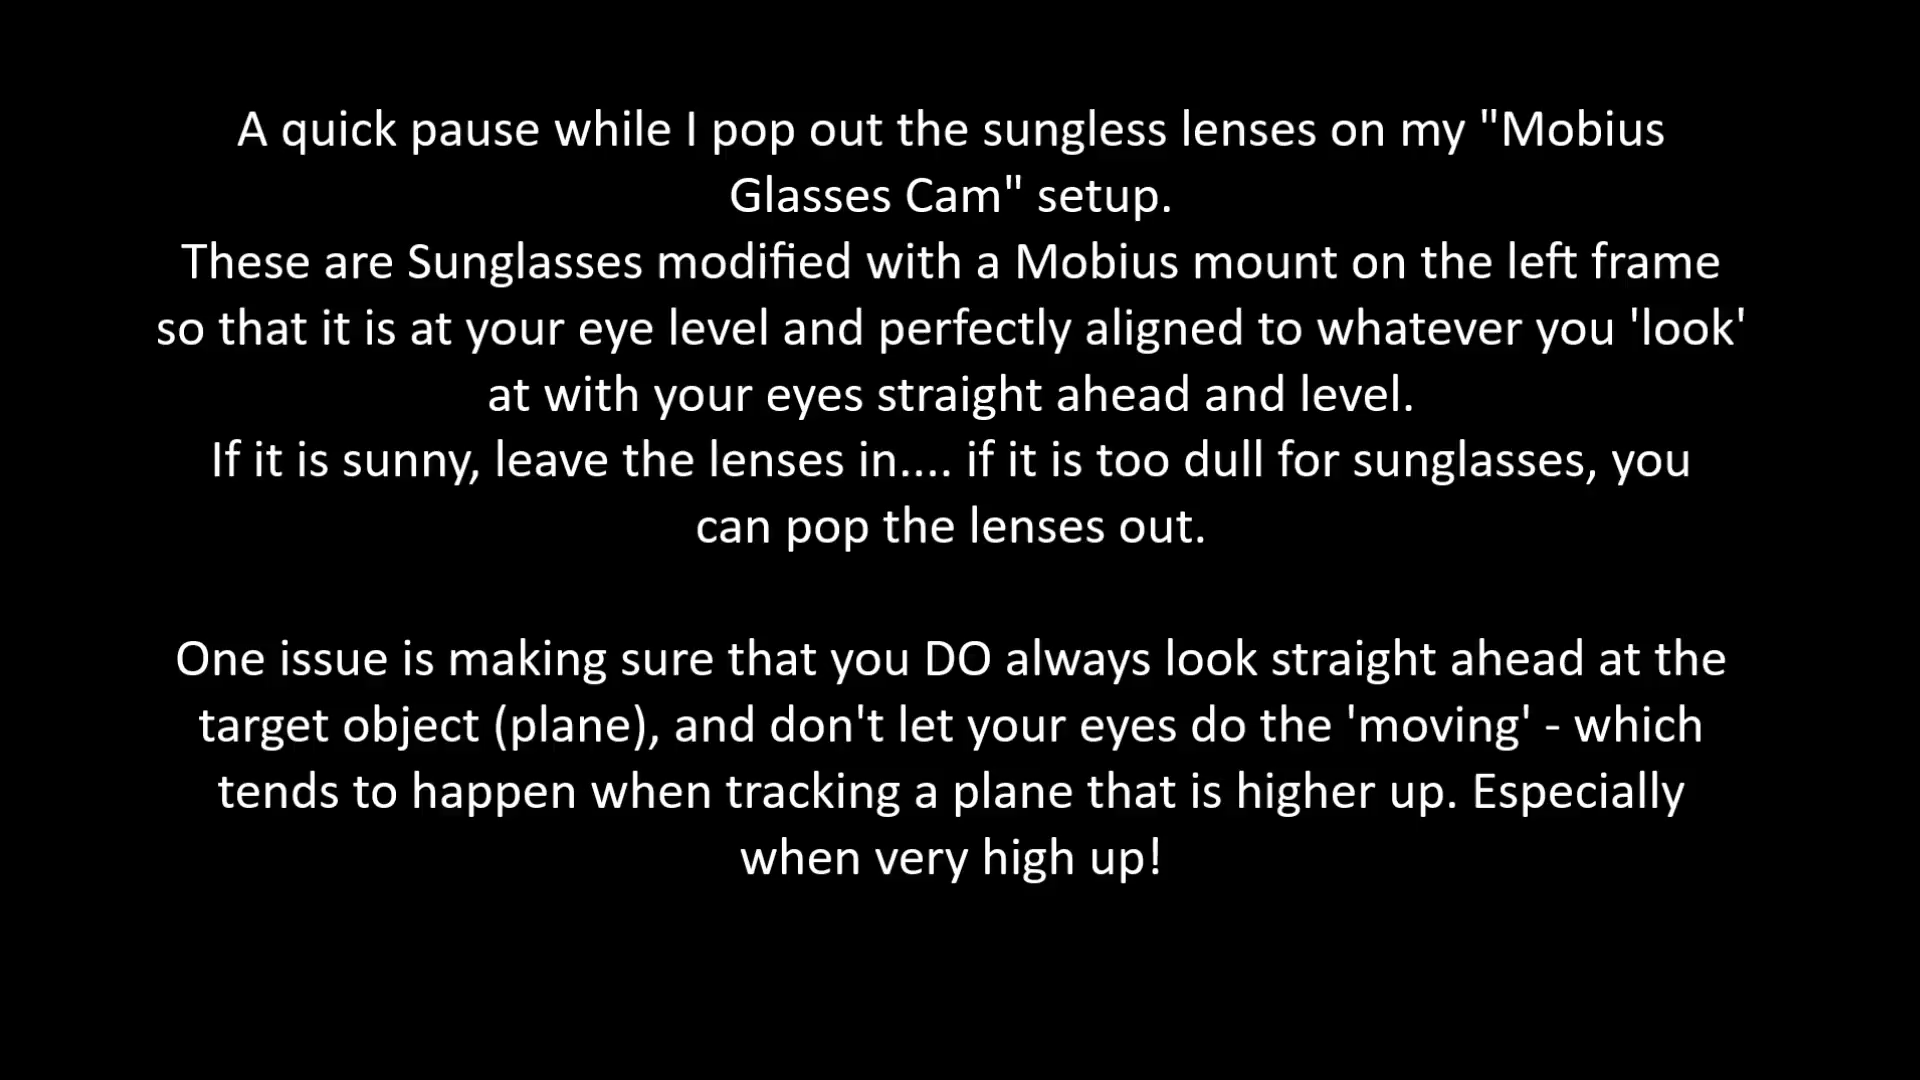 A quick pause while I pop out the sungless lenses on my "Mobius
Glasses Cam" setup.
These are Sunglasses modified with a Mobius mount on the left frame
so that it is at your eye level and perfectly aligned to whatever you 'look'
at with your eyes straight ahead and level.
If it is sunny, leave the lenses in.... if it is too dull for sunglasses, you
can pop the lenses out.
One issue is making sure that you DO always look straight ahead at the
target object (plane), and don't let your eyes do the 'moving' - which
tends to happen when tracking a plane that is higher up. Especially
when very high up!